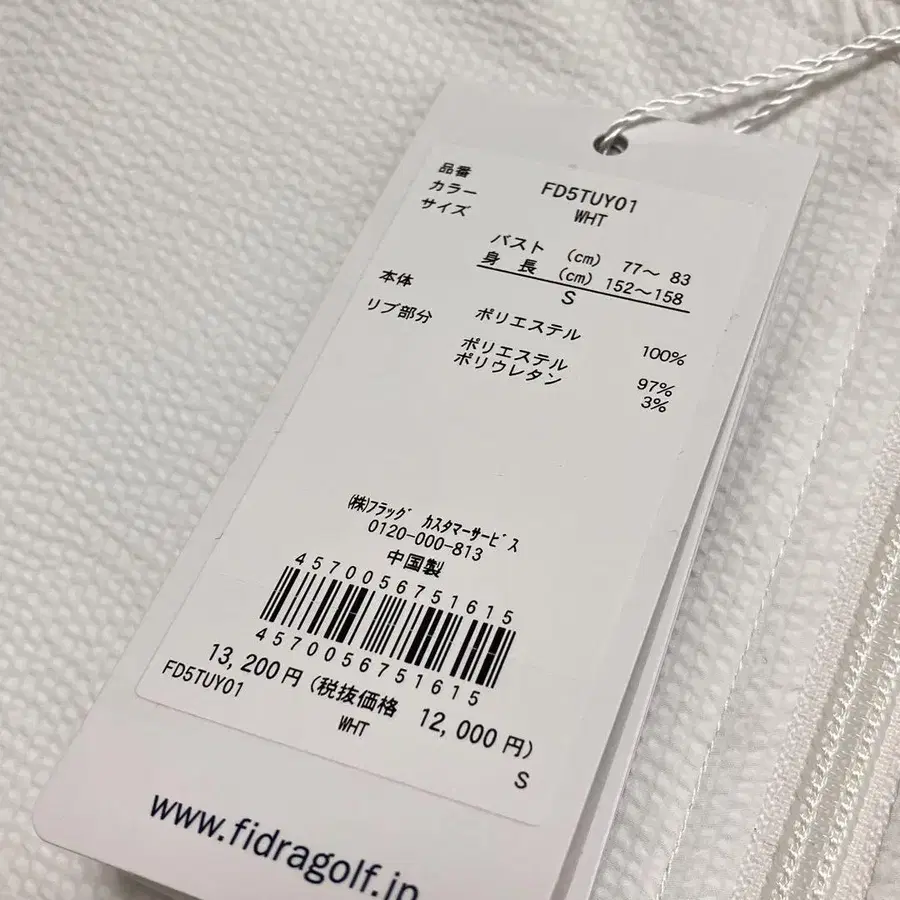 品番 FD5TUY01
カラー WHT
サイズ
バスト (cm) 77〜 83
身 長 (cm) 152〜158
S
本体 ポリエステル 100%
リブ部分 ポリエステル 97%
ポリウレタン 3%
(株)フラッグ カスタマーサービス
0120-000-813
中国製
4570056751615
4570056751615
13,200円 (税抜価格 12,000円)
FD5TUY01 WHT S
www.fidragolf.jp